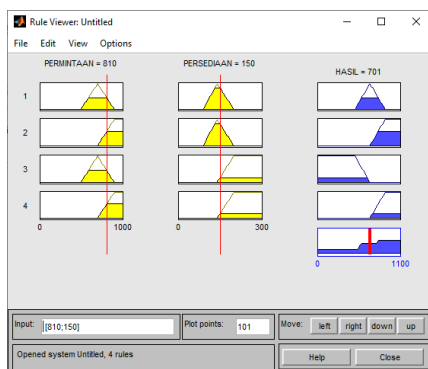 Rule Viewer: Untitled
File Edit View Options
PERMINTAAN = 810 PERSEDIAAN = 150 HASIL = 701
1
2
3
4
0 1000 0 300
0 1100
Input: [810;150] Plot points: 101 Move: left right down up
Opened system Untitled, 4 rules Help Close